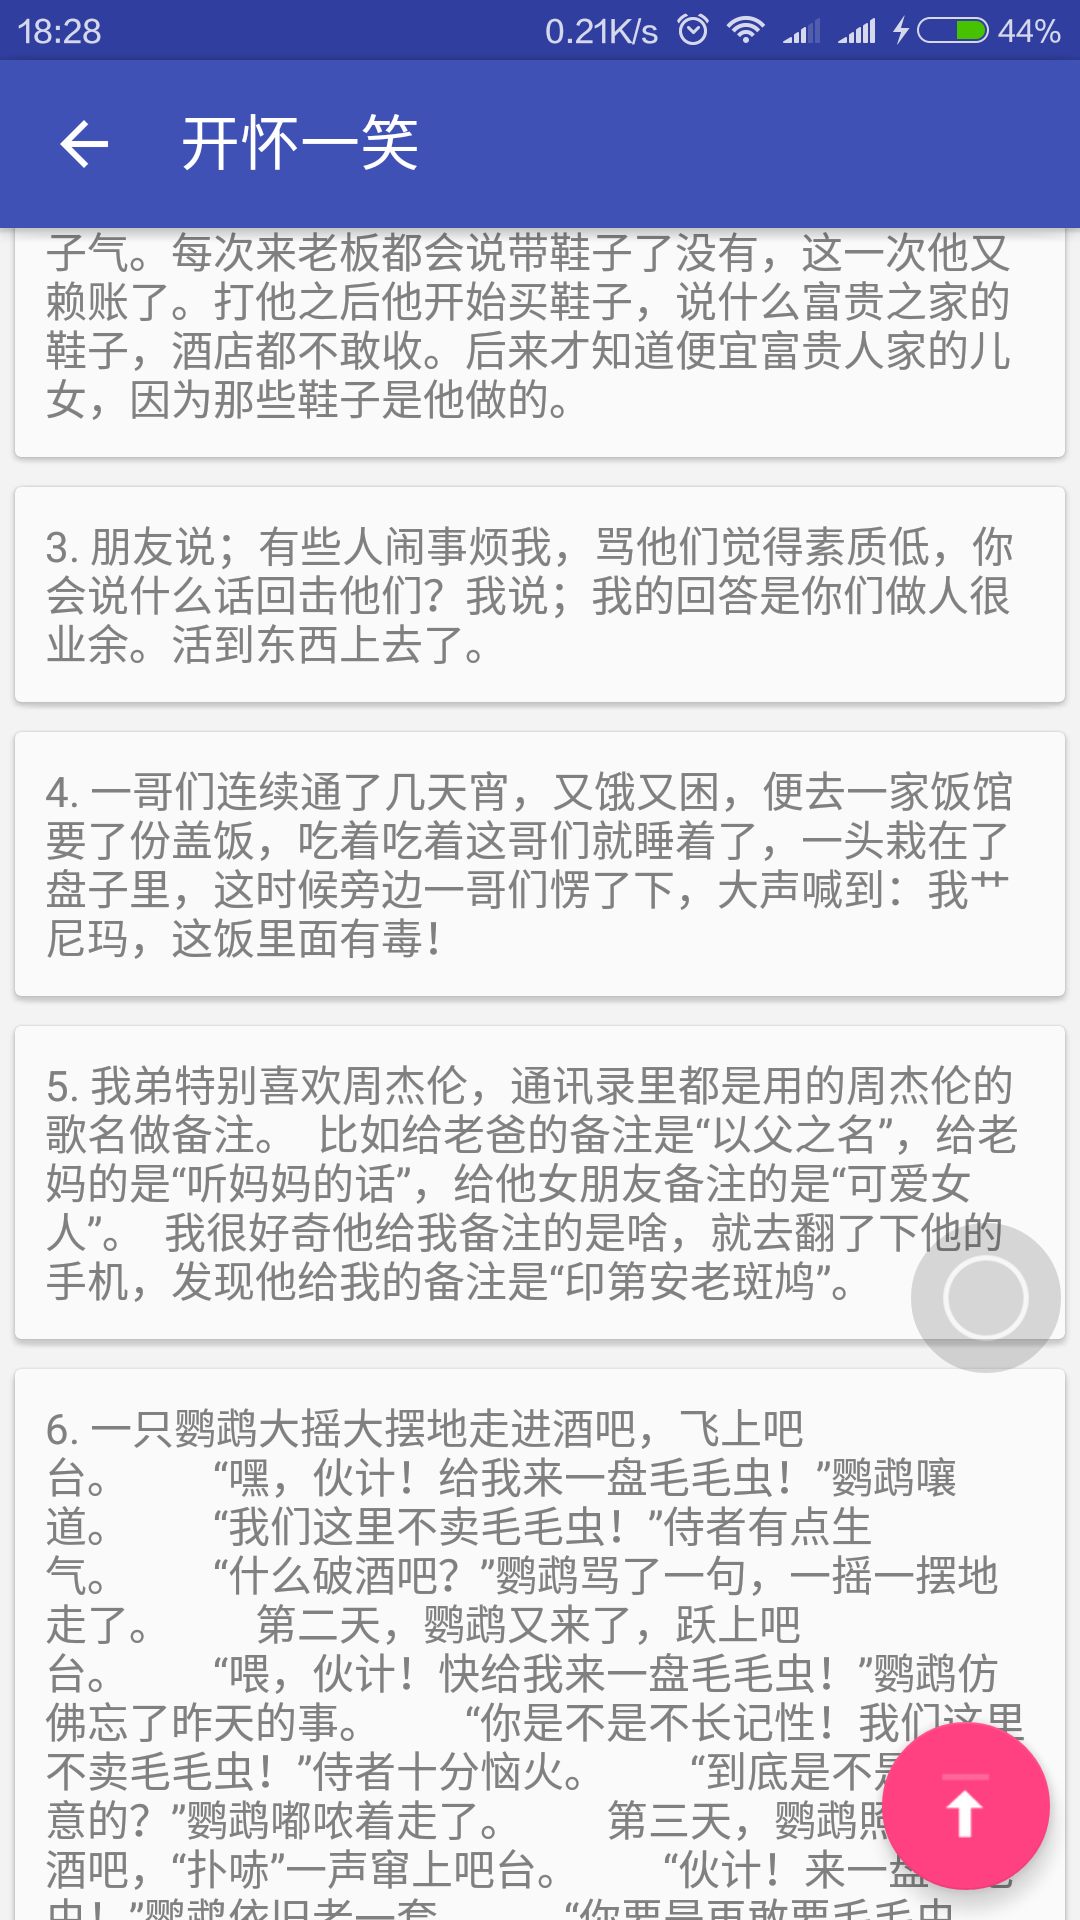 18:28 0.21K/s 44%
开怀一笑
子气。每次来老板都会说带鞋子了没有，这一次他又
赖账了。打他之后他开始买鞋子，说什么富贵之家的
鞋子，酒店都不敢收。后来才知道便宜富贵人家的儿
女，因为那些鞋子是他做的。
3. 朋友说；有些人闹事烦我，骂他们觉得素质低，你
会说什么话回击他们？我说；我的回答是你们做人很
业余。活到东西上去了。
4. 一哥们连续通了几天宵，又饿又困，便去一家饭馆
要了份盖饭，吃着吃着这哥们就睡着了，一头栽在了
盘子里，这时候旁边一哥们愣了下，大声喊到：我艹
尼玛，这饭里面有毒！
5. 我弟特别喜欢周杰伦，通讯录里都是用的周杰伦的
歌名做备注。 比如给老爸的备注是“以父之名”，给老
妈的是“听妈妈的话”，给他女朋友备注的是“可爱女
人”。 我很好奇他给我备注的是啥，就去翻了下他的
手机，发现他给我的备注是“印第安老斑鸠”。
6. 一只鹦鹉大摇大摆地走进酒吧，飞上吧
台。 “嘿，伙计！给我来一盘毛毛虫！”鹦鹉嚷
道。 “我们这里不卖毛毛虫！”侍者有点生
气。 “什么破酒吧？”鹦鹉骂了一句，一摇一摆地
走了。 第二天，鹦鹉又来了，跃上吧
台。 “喂，伙计！快给我来一盘毛毛虫！”鹦鹉仿
佛忘了昨天的事。 “你是不是不长记性！我们这里
不卖毛毛虫！”侍者十分恼火。 “到底是不是
意的？”鹦鹉嘟哝着走了。 第三天，鹦鹉照
酒吧，“扑哧”一声窜上吧台。 “伙计！来一盘
虫！”鹦鹉依旧老一套。 “你要是再敢要毛毛虫